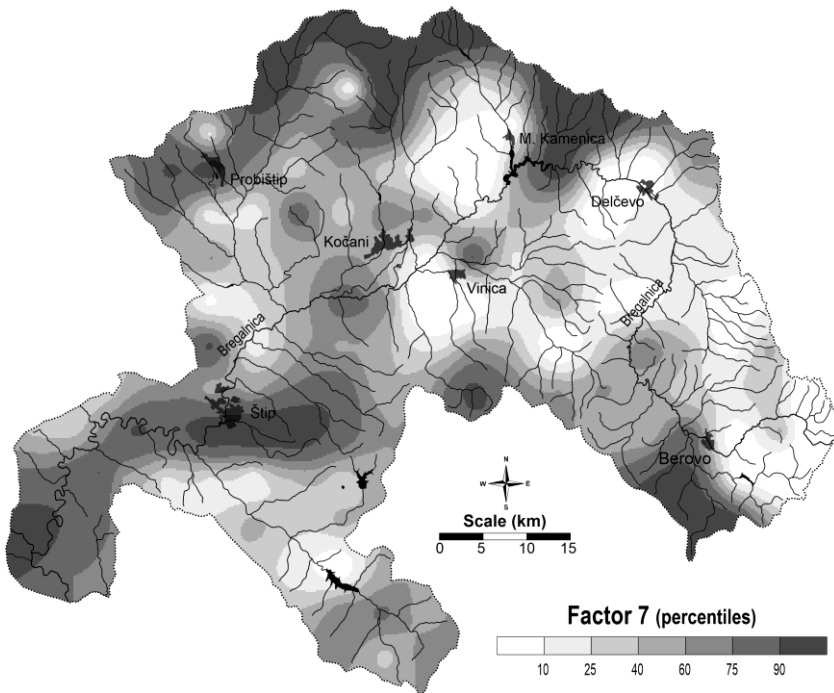 M. Kamenica
Probištip
Delčevo
Kočani
Vinica
Bregalnica
Bregalnica
Štip
Berovo
N
W E
S
Scale (km)
0 5 10 15
Factor 7 (percentiles)
10 25 40 60 75 90